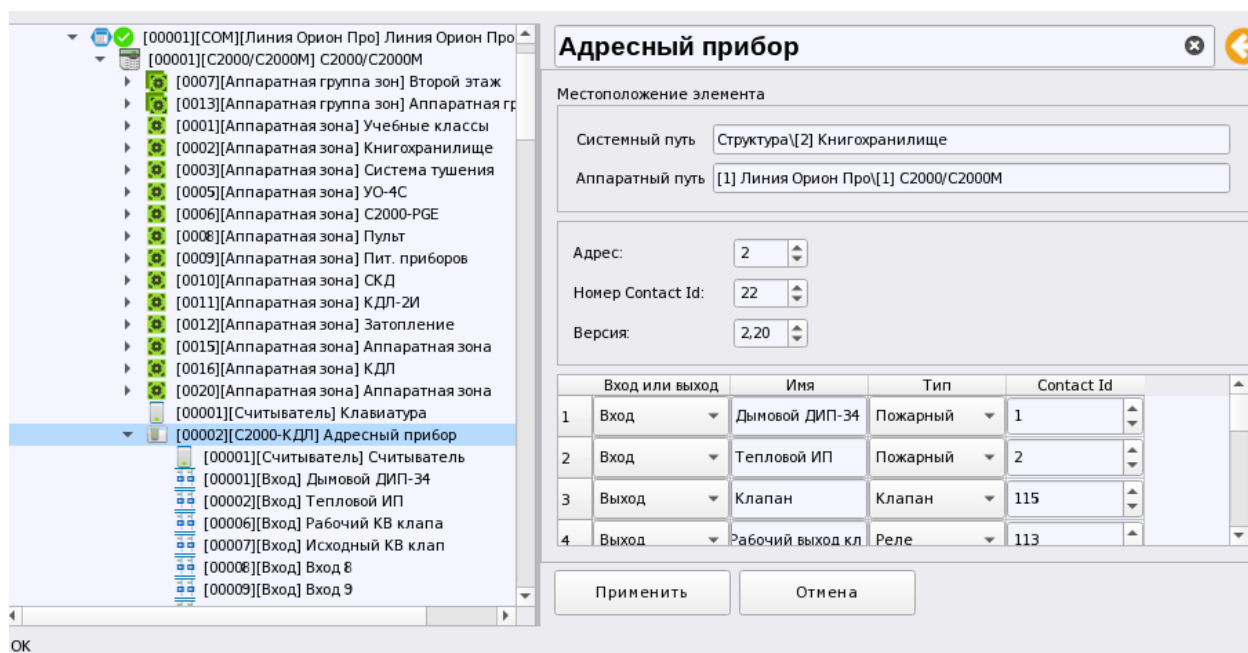 [00001][COM][Линия Орион Про] Линия Орион Про
[00001][С2000/С2000М] С2000/С2000М
[0007][Аппаратная группа зон] Второй этаж
[0013][Аппаратная группа зон] Аппаратная гр
[0001][Аппаратная зона] Учебные классы
[0002][Аппаратная зона] Книгохранилище
[0003][Аппаратная зона] Система тушения
[0005][Аппаратная зона] УО-4С
[0006][Аппаратная зона] С2000-PGE
[0008][Аппаратная зона] Пульт
[0009][Аппаратная зона] Пит. приборов
[0010][Аппаратная зона] СКД
[0011][Аппаратная зона] КДЛ-2И
[0012][Аппаратная зона] Затопление
[0015][Аппаратная зона] Аппаратная зона
[0016][Аппаратная зона] КДЛ
[0020][Аппаратная зона] Аппаратная зона
[00001][Считыватель] Клавиатура
[00002][С2000-КДЛ] Адресный прибор
[00001][Считыватель] Считыватель
[00001][Вход] Дымовой ДИП-34
[00002][Вход] Тепловой ИП
[00006][Вход] Рабочий КВ клапа
[00007][Вход] Исходный КВ клап
[00008][Вход] Вход 8
[00009][Вход] Вход 9
OK
Адресный прибор
Местоположение элемента
Системный путь Структура\[2] Книгохранилище
Аппаратный путь [1] Линия Орион Про\[1] С2000/С2000М
Адрес: 2
Номер Contact Id: 22
Версия: 2,20
Вход или выход Имя Тип Contact Id
1 Вход Дымовой ДИП-34 Пожарный 1
2 Вход Тепловой ИП Пожарный 2
3 Выход Клапан Клапан 115
4 Выход Рабочий выход кл Реле 113
Применить Отмена